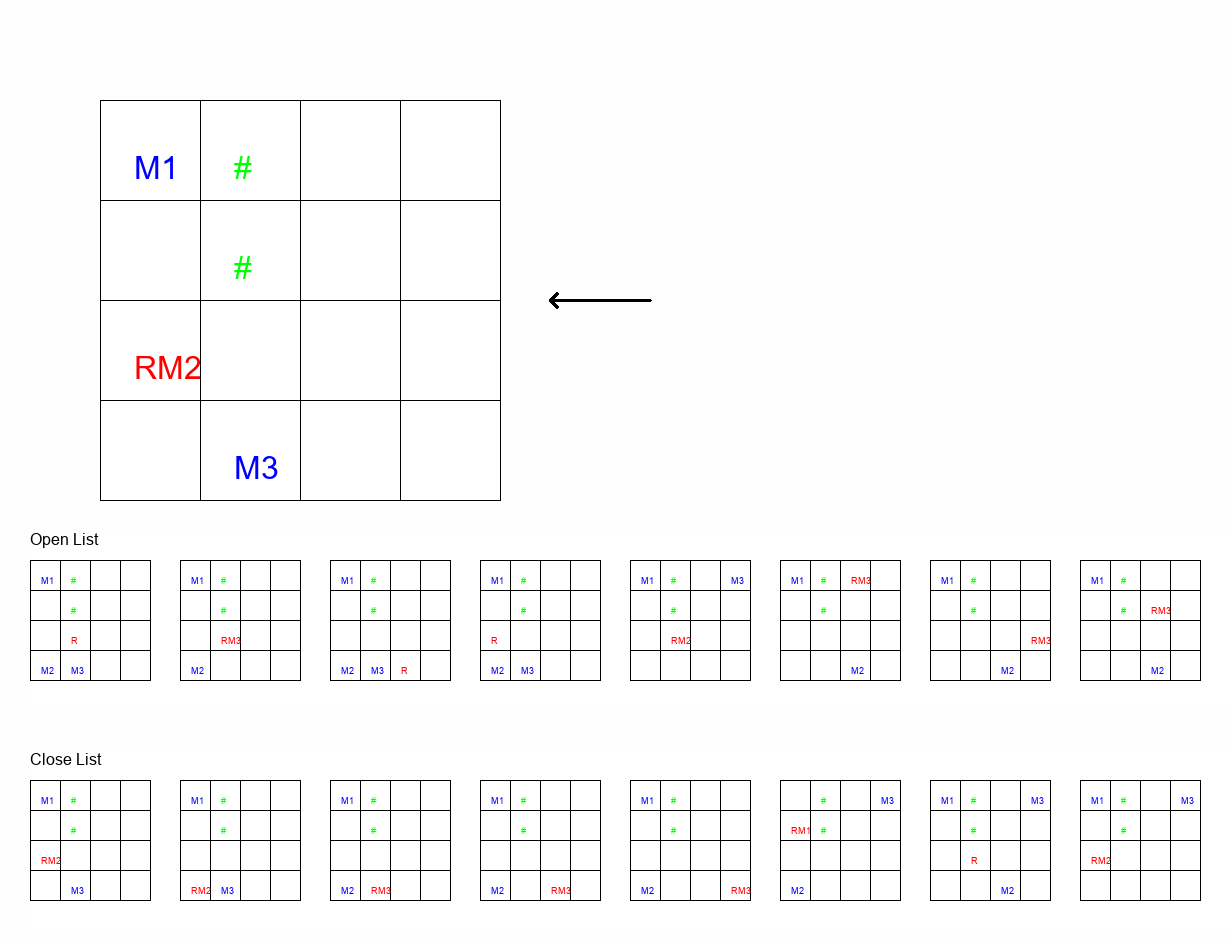 M1 #
#
RM2
M3
Open List
M1 # M1 # M1 # M1 # M1 # M3 M1 # RM3 M1 # M1 #
# # # # # # # # RM3
R RM3 R RM2 RM3
M2 M3 M2 M2 M3 R M2 M3 M2 M2 M2
Close List
M1 # M1 # M1 # M1 # M1 # # M3 M1 # M3 M1 # M3
# # # # # RM1 # # #
RM2 R RM2
M3 RM2 M3 M2 RM3 M2 RM3 M2 RM3 M2 M2